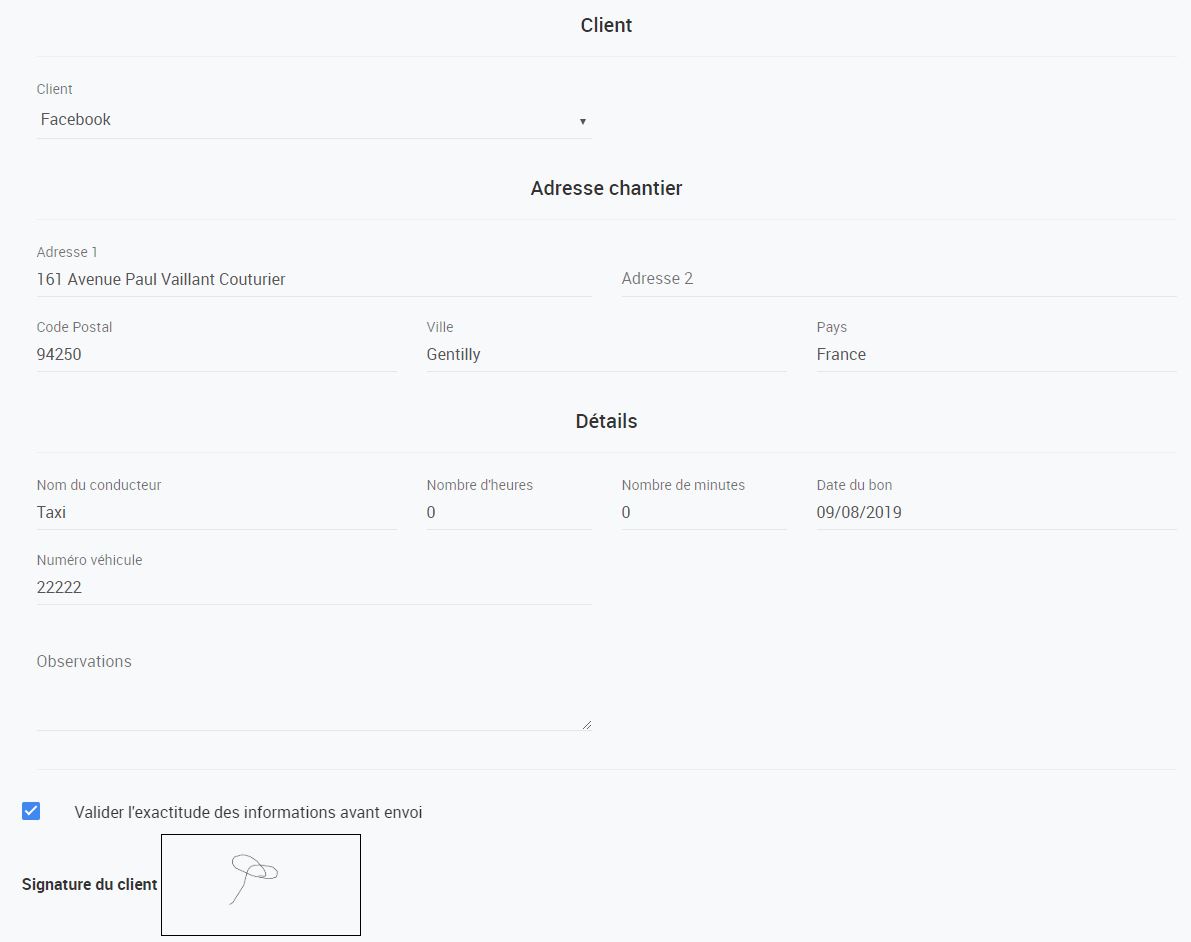 Client
Client
Facebook
Adresse chantier
Adresse 1
161 Avenue Paul Vaillant Couturier
Adresse 2
Code Postal Ville Pays
94250 Gentilly France
Détails
Nom du conducteur Nombre d'heures Nombre de minutes Date du bon
Taxi 0 0 09/08/2019
Numéro véhicule
22222
Observations
Valider l'exactitude des informations avant envoi
Signature du client